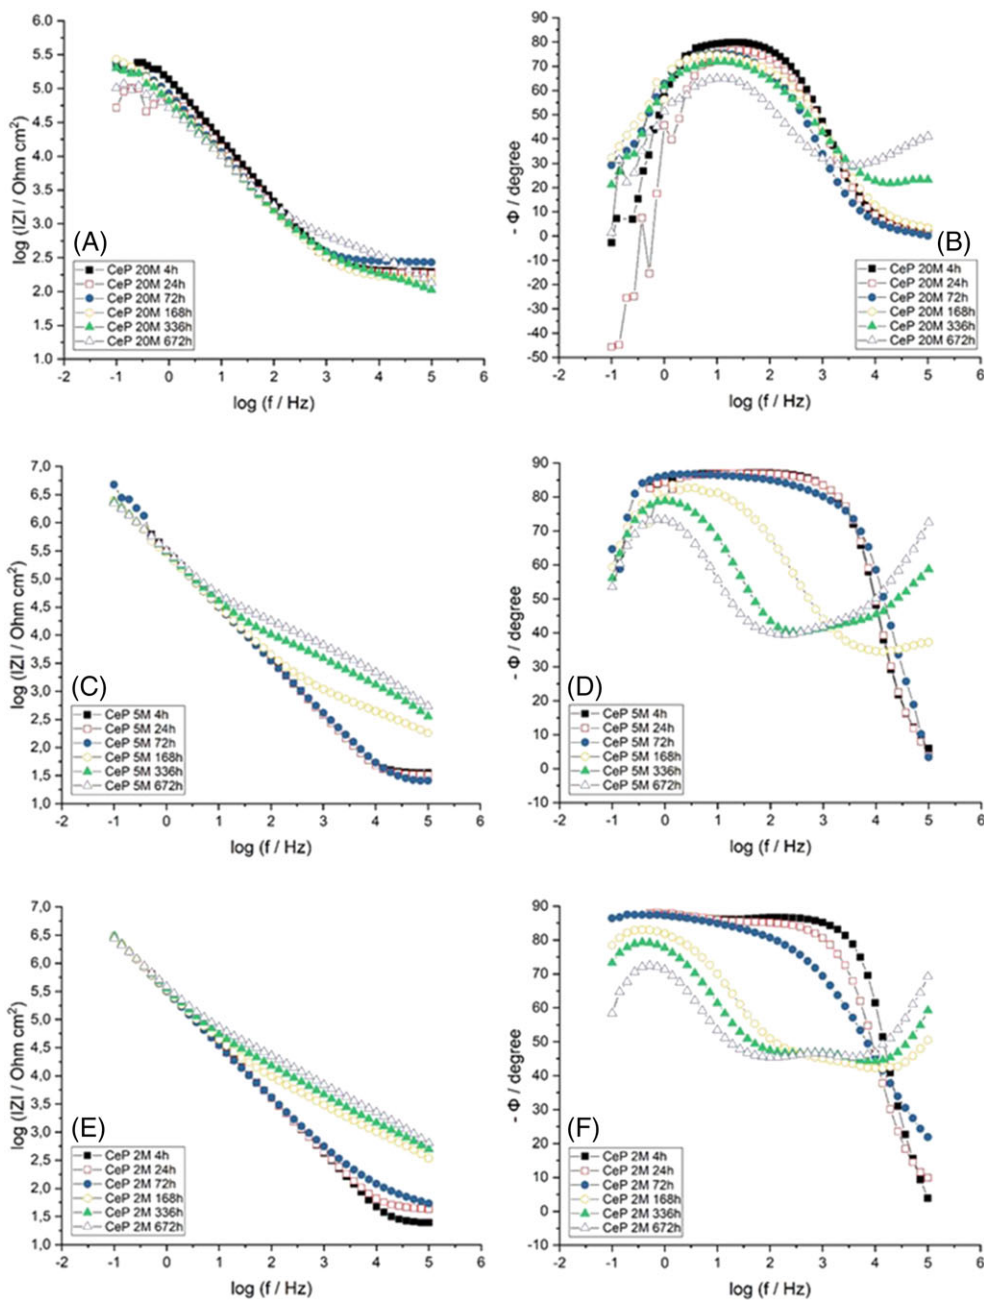 6.0
5.5
5.0
4.5
4.0
3.5
3.0
2.5
2.0
1.5
1.0
log (IZI / Ohm cm2)
(A)
CeP 20M 4h
CeP 20M 24h
CeP 20M 72h
CeP 20M 168h
CeP 20M 336h
CeP 20M 672h
-2 -1 0 1 2 3 4 5 6
log (f / Hz)
90
80
70
60
50
40
30
20
10
0
-10
-20
-30
-40
-50
- Φ / degree
(B)
CeP 20M 4h
CeP 20M 24h
CeP 20M 72h
CeP 20M 168h
CeP 20M 336h
CeP 20M 672h
-2 -1 0 1 2 3 4 5 6
log (f / Hz)
7,0
6,5
6,0
5,5
5,0
4,5
4,0
3,5
3,0
2,5
2,0
1,5
1,0
log (IZI / Ohm cm2)
(C)
CeP 5M 4h
CeP 5M 24h
CeP 5M 72h
CeP 5M 168h
CeP 5M 336h
CeP 5M 672h
-2 -1 0 1 2 3 4 5 6
log (f / Hz)
90
80
70
60
50
40
30
20
10
0
-10
- Φ / degree
(D)
CeP 5M 4h
CeP 5M 24h
CeP 5M 72h
CeP 5M 168h
CeP 5M 336h
CeP 5M 672h
-2 -1 0 1 2 3 4 5 6
log (f / Hz)
7,0
6,5
6,0
5,5
5,0
4,5
4,0
3,5
3,0
2,5
2,0
1,5
1,0
log (IZI / Ohm cm2)
(E)
CeP 2M 4h
CeP 2M 24h
CeP 2M 72h
CeP 2M 168h
CeP 2M 336h
CeP 2M 672h
-2 -1 0 1 2 3 4 5 6
log (f / Hz)
90
80
70
60
50
40
30
20
10
0
-10
- Φ / degree
(F)
CeP 2M 4h
CeP 2M 24h
CeP 2M 72h
CeP 2M 168h
CeP 2M 336h
CeP 2M 672h
-2 -1 0 1 2 3 4 5 6
log (f / Hz)